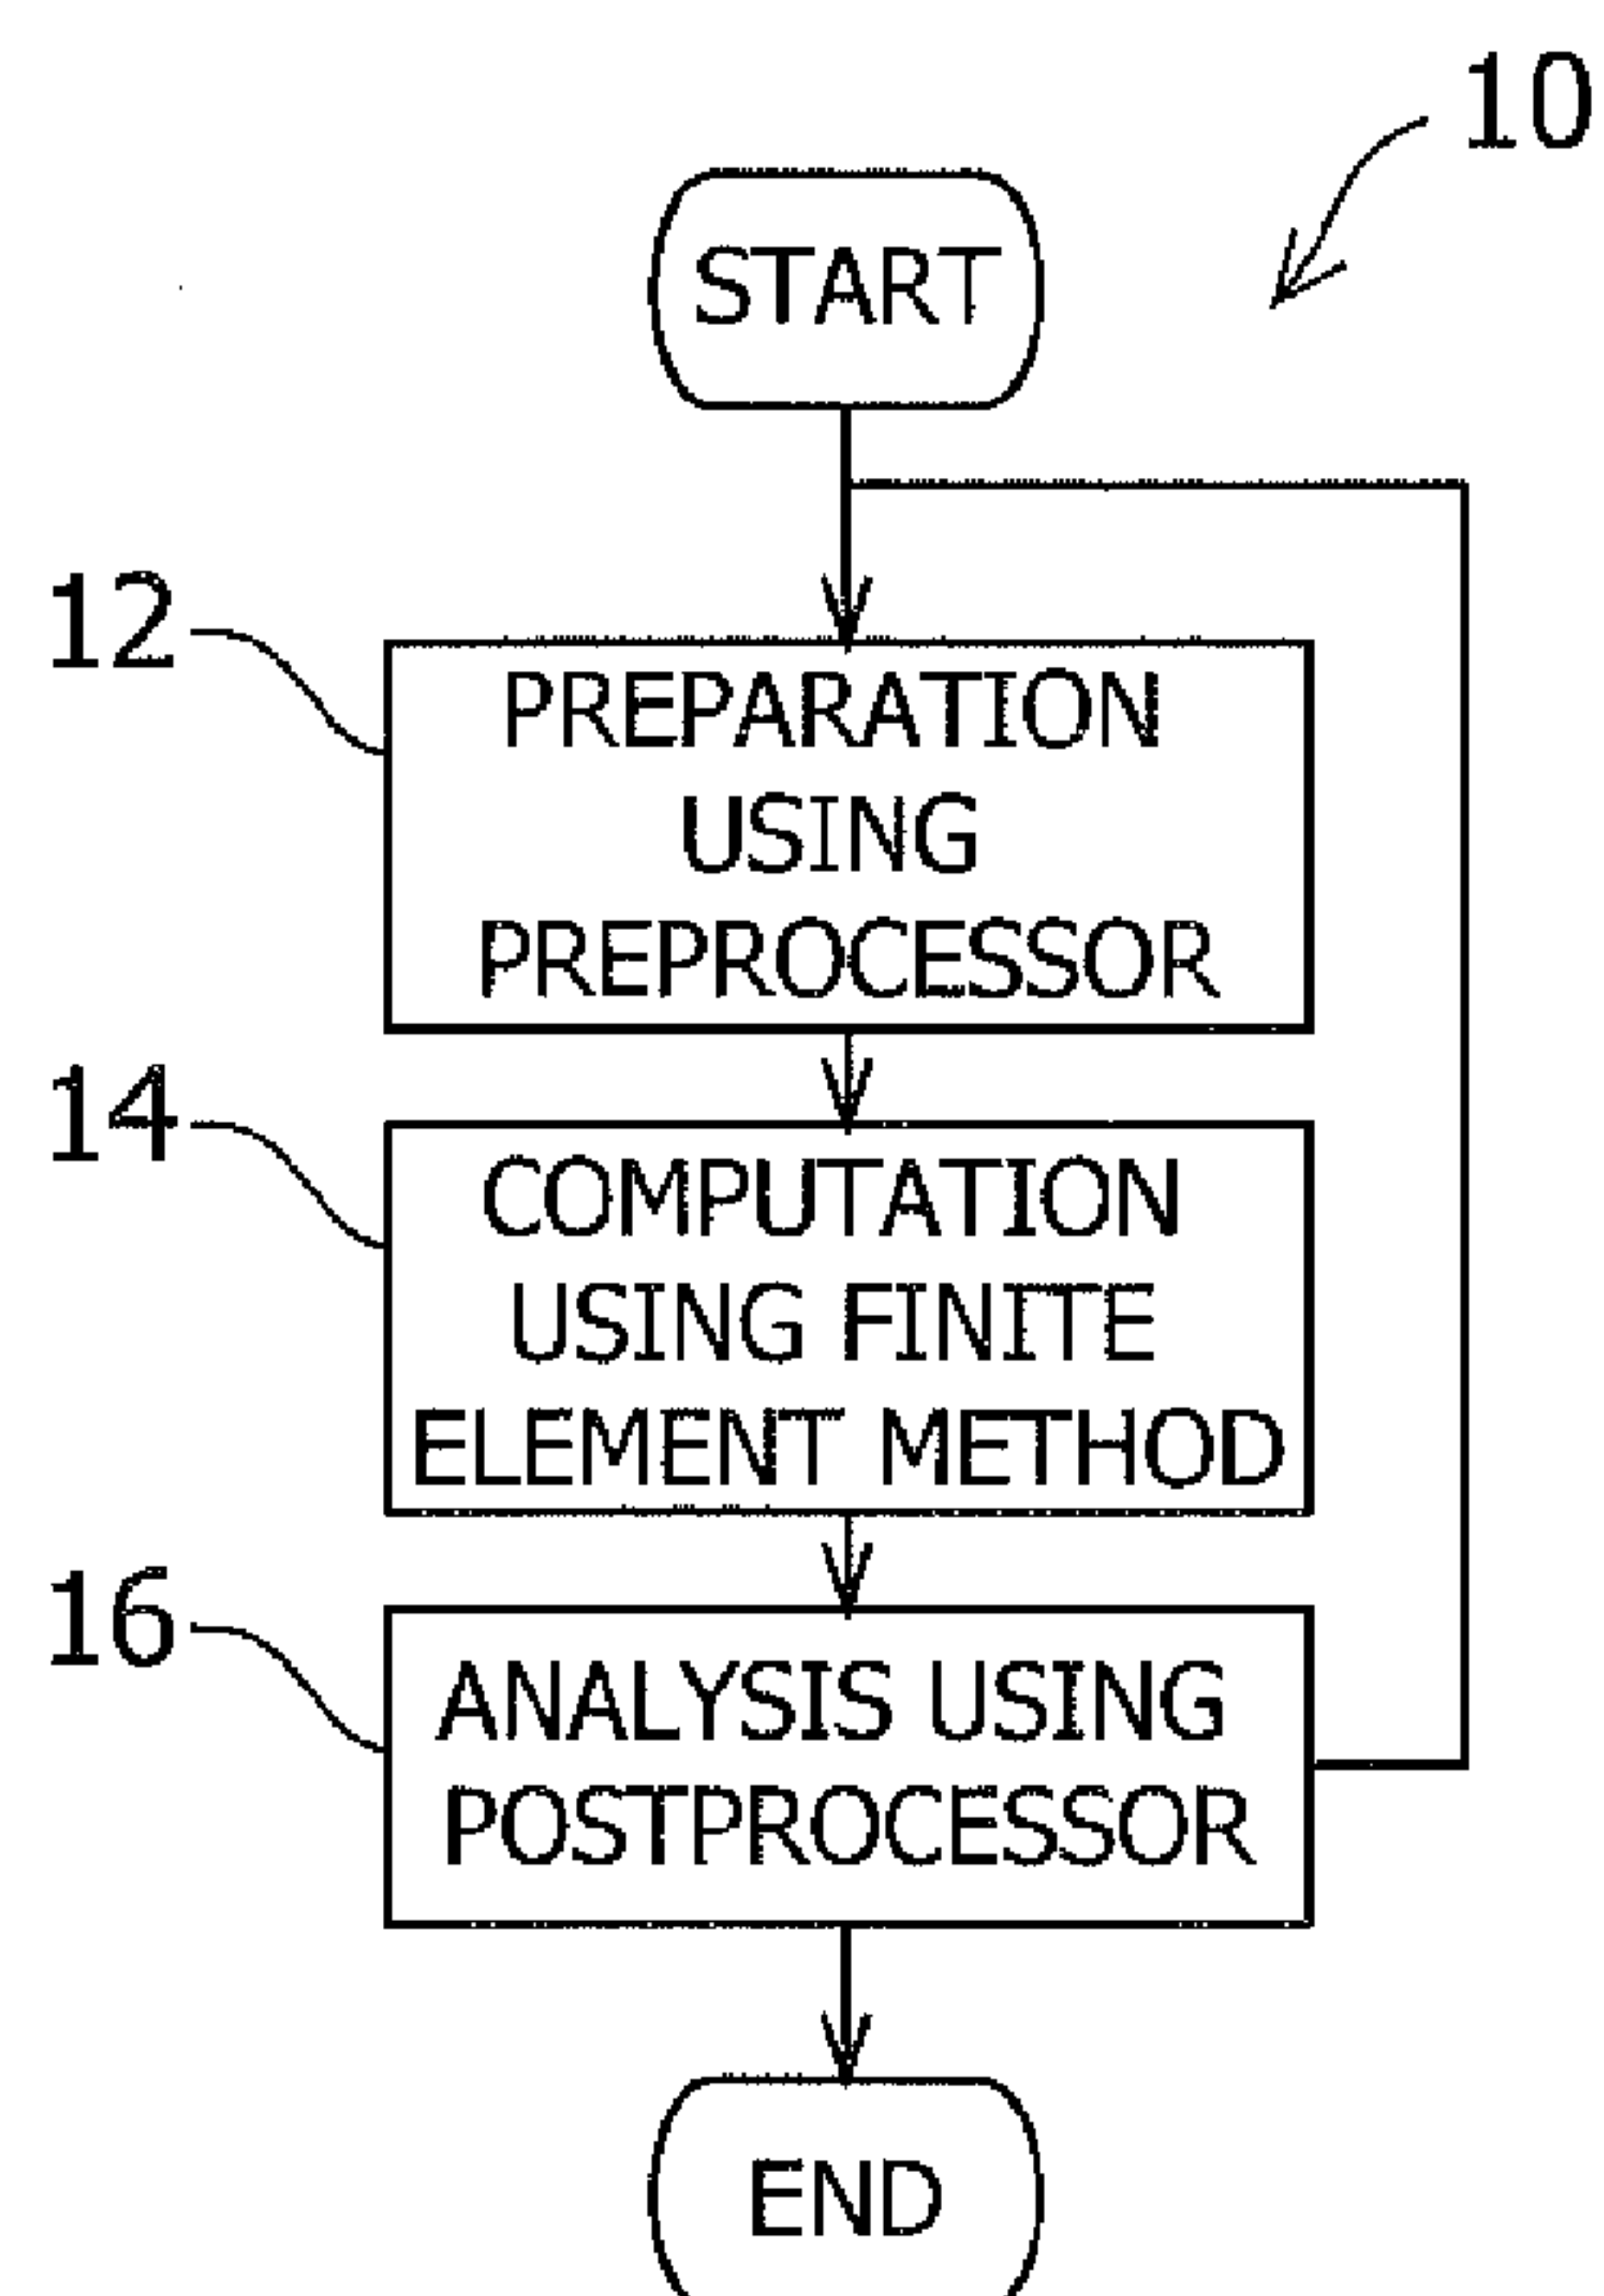 10
START
12
PREPARATION
USING
PREPROCESSOR
14
COMPUTATION
USING FINITE
ELEMENT METHOD
16
ANALYSIS USING
POSTPROCESSOR
END